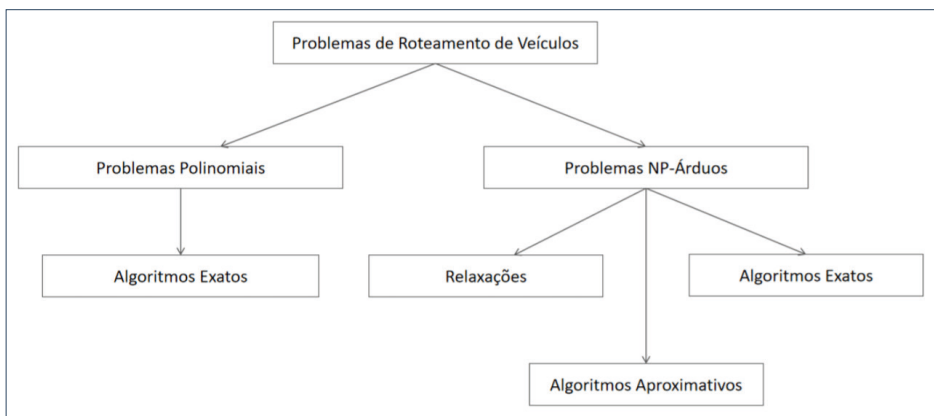 Problemas de Roteamento de Veículos
Problemas Polinomiais
Problemas NP-Árduos
Algoritmos Exatos
Relaxações
Algoritmos Exatos
Algoritmos Aproximativos